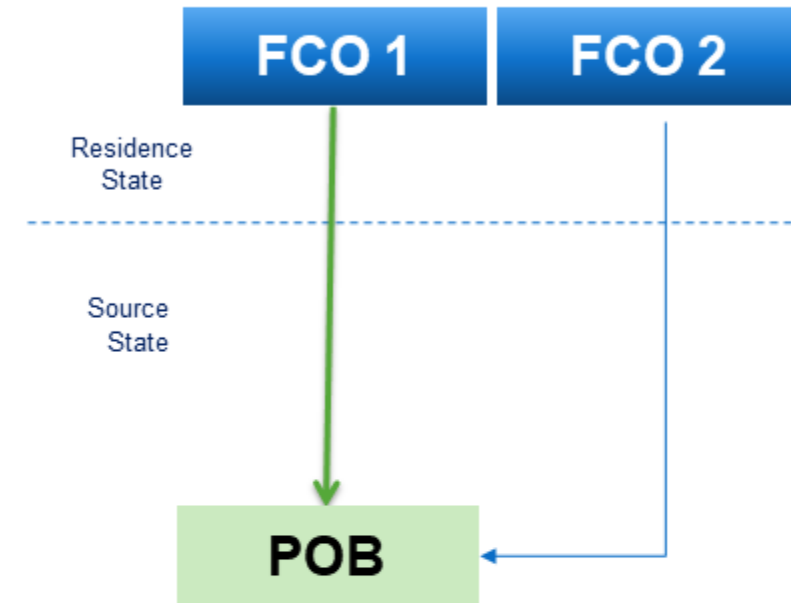 FCO 1
FCO 2
Residence
State
Source
State
POB